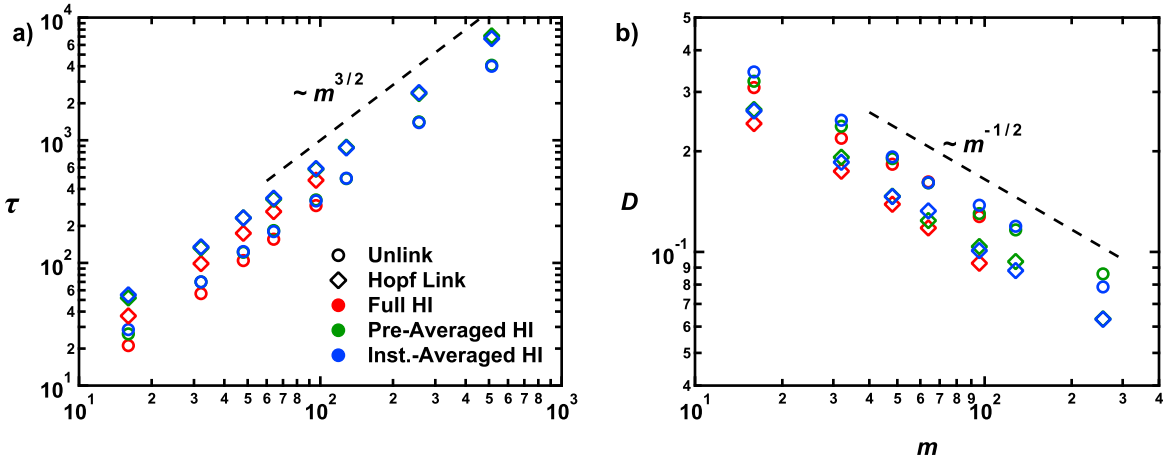 a)
10^4
6
4
2
10^3
6
4
2
10^2
6
4
2
10^1
τ
~ m^{3/2}
Unlink
Hopf Link
Full HI
Pre-Averaged HI
Inst.-Averaged HI
10^1 2 3 4 5 6 7 8 10^2 2 3 4 5 6 7 8 10^3
b)
5
4
3
2
10^{-1}
9
8
7
6
5
4
D
~ m^{-1/2}
10^1 2 3 4 5 6 7 8 9 10^2 2 3 4
m